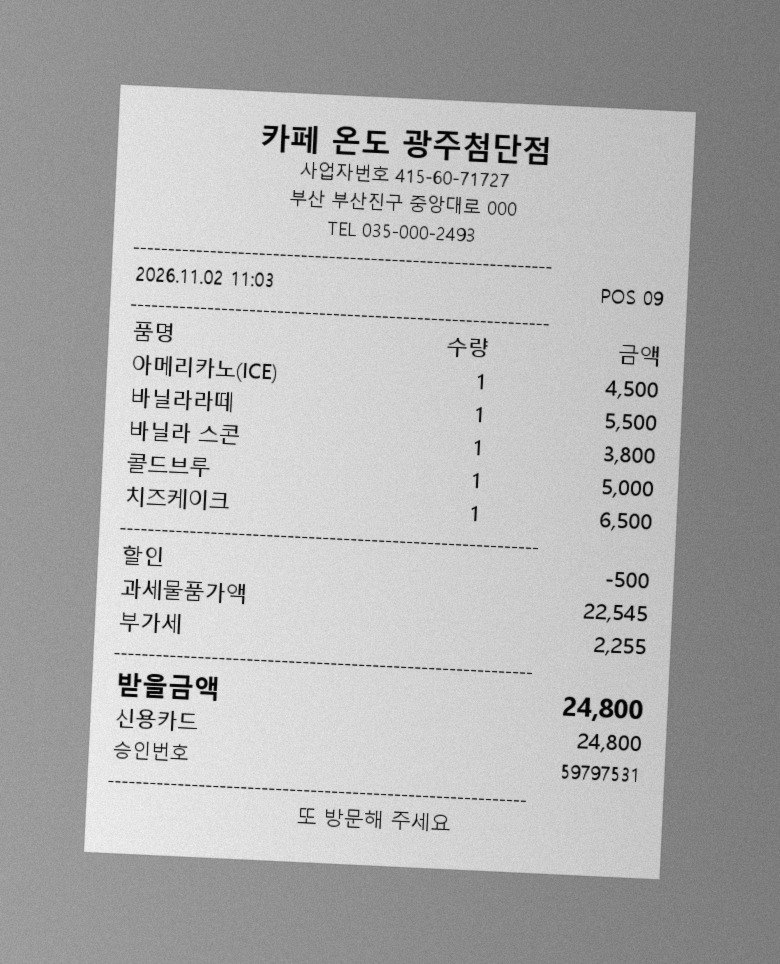 카페 온도 광주첨단점
사업자번호 415-60-71727
부산 부산진구 중앙대로 000
TEL 035-000-2493
2026.11.02 11:03 POS 09
품명 수량 금액
아메리카노(ICE) 1 4,500
바닐라라떼 1 5,500
바닐라 스콘 1 3,800
콜드브루 1 5,000
치즈케이크 1 6,500
할인 -500
과세물품가액 22,545
부가세 2,255
받을금액 24,800
신용카드 24,800
승인번호 59797531
또 방문해 주세요